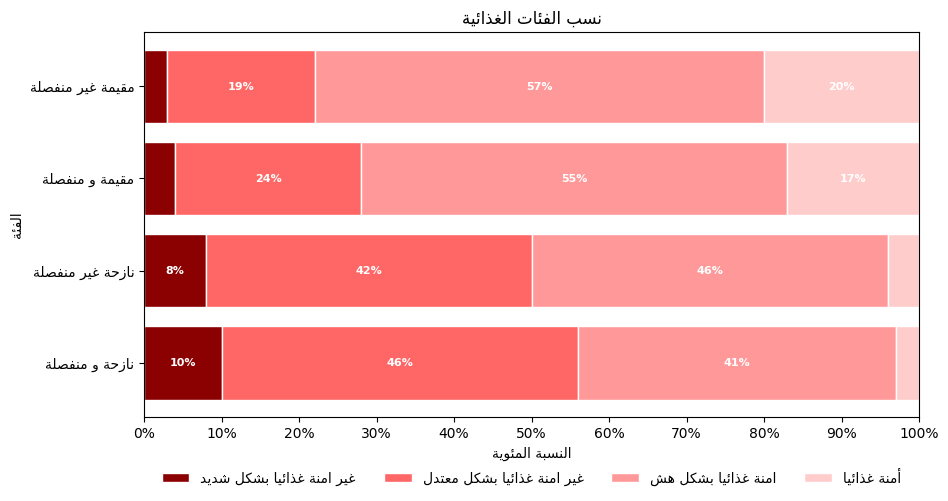 نسب الفئات الغذائية
مقيمة غير منفصلة
19%
57%
20%
مقيمة و منفصلة
24%
55%
17%
الفئة
نازحة غير منفصلة
8%
42%
46%
نازحة و منفصلة
10%
46%
41%
0% 10% 20% 30% 40% 50% 60% 70% 80% 90% 100%
النسبة المئوية
غير امنة غذائيا بشكل شديد
غير امنة غذائيا بشكل معتدل
امنة غذائيا بشكل هش
أمنة غذائيا